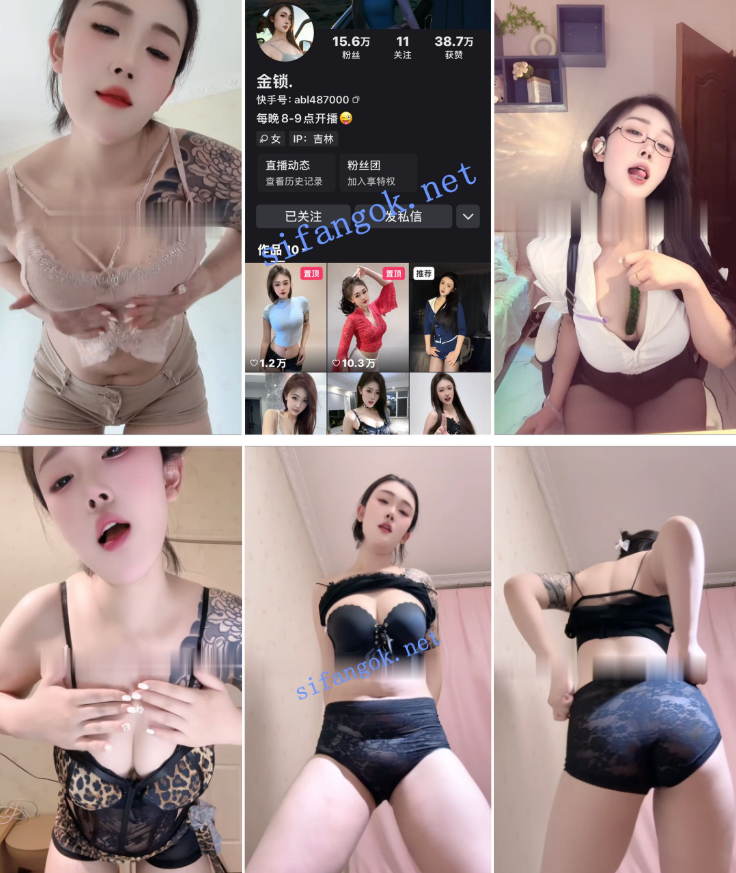 15.6万
11
38.7万
粉丝
关注
获赞
金锁.
快手号: abl487000
每晚8-9点开播😜
女
IP: 吉林
直播动态
粉丝团
查看历史记录
加入享特权
已关注
发私信
作品 10
置顶
置顶
推荐
1.2万
10.3万
sifangok.net
sifangok.net